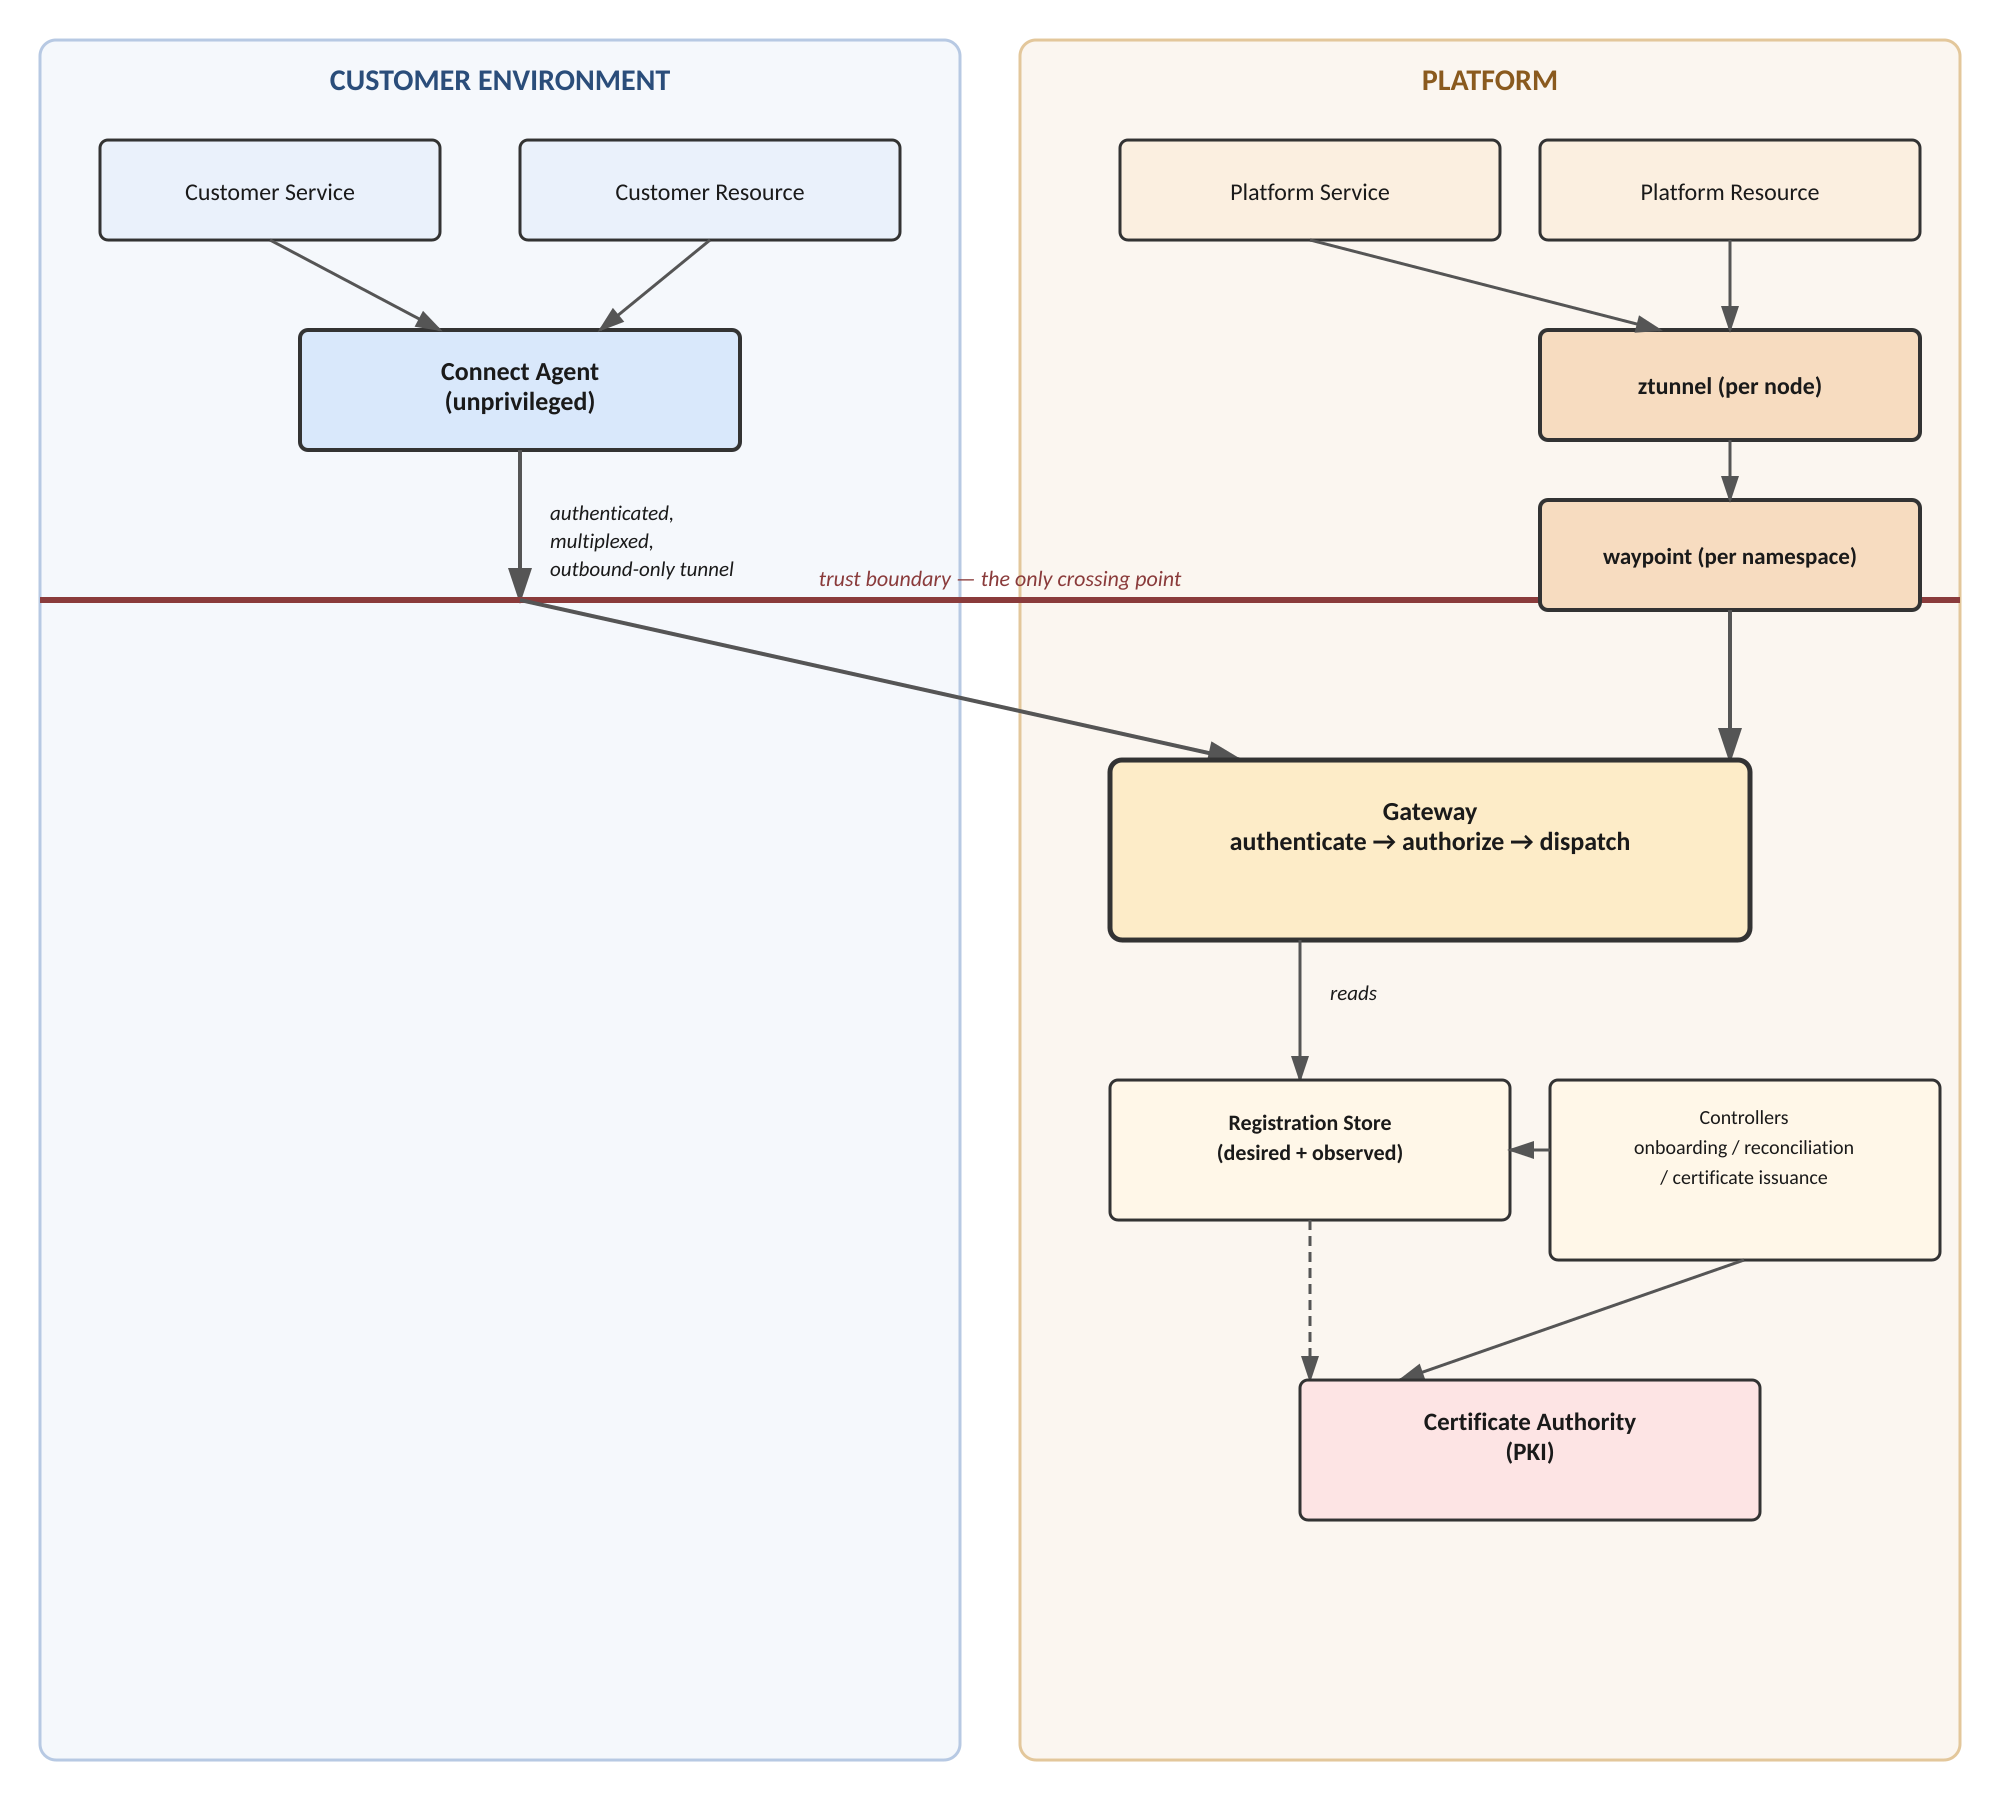 CUSTOMER ENVIRONMENT
PLATFORM
Customer Service
Customer Resource
Platform Service
Platform Resource
Connect Agent
(unprivileged)
ztunnel (per node)
authenticated,
multiplexed,
outbound-only tunnel
waypoint (per namespace)
trust boundary — the only crossing point
Gateway
authenticate → authorize → dispatch
reads
Registration Store
(desired + observed)
Controllers
onboarding / reconciliation
/ certificate issuance
Certificate Authority
(PKI)